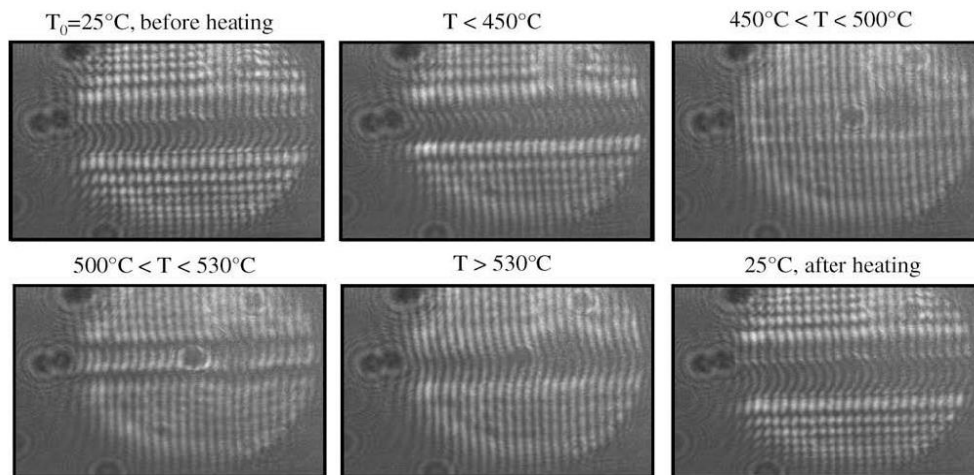 T₀=25°C, before heating
T < 450°C
450°C < T < 500°C
500°C < T < 530°C
T > 530°C
25°C, after heating